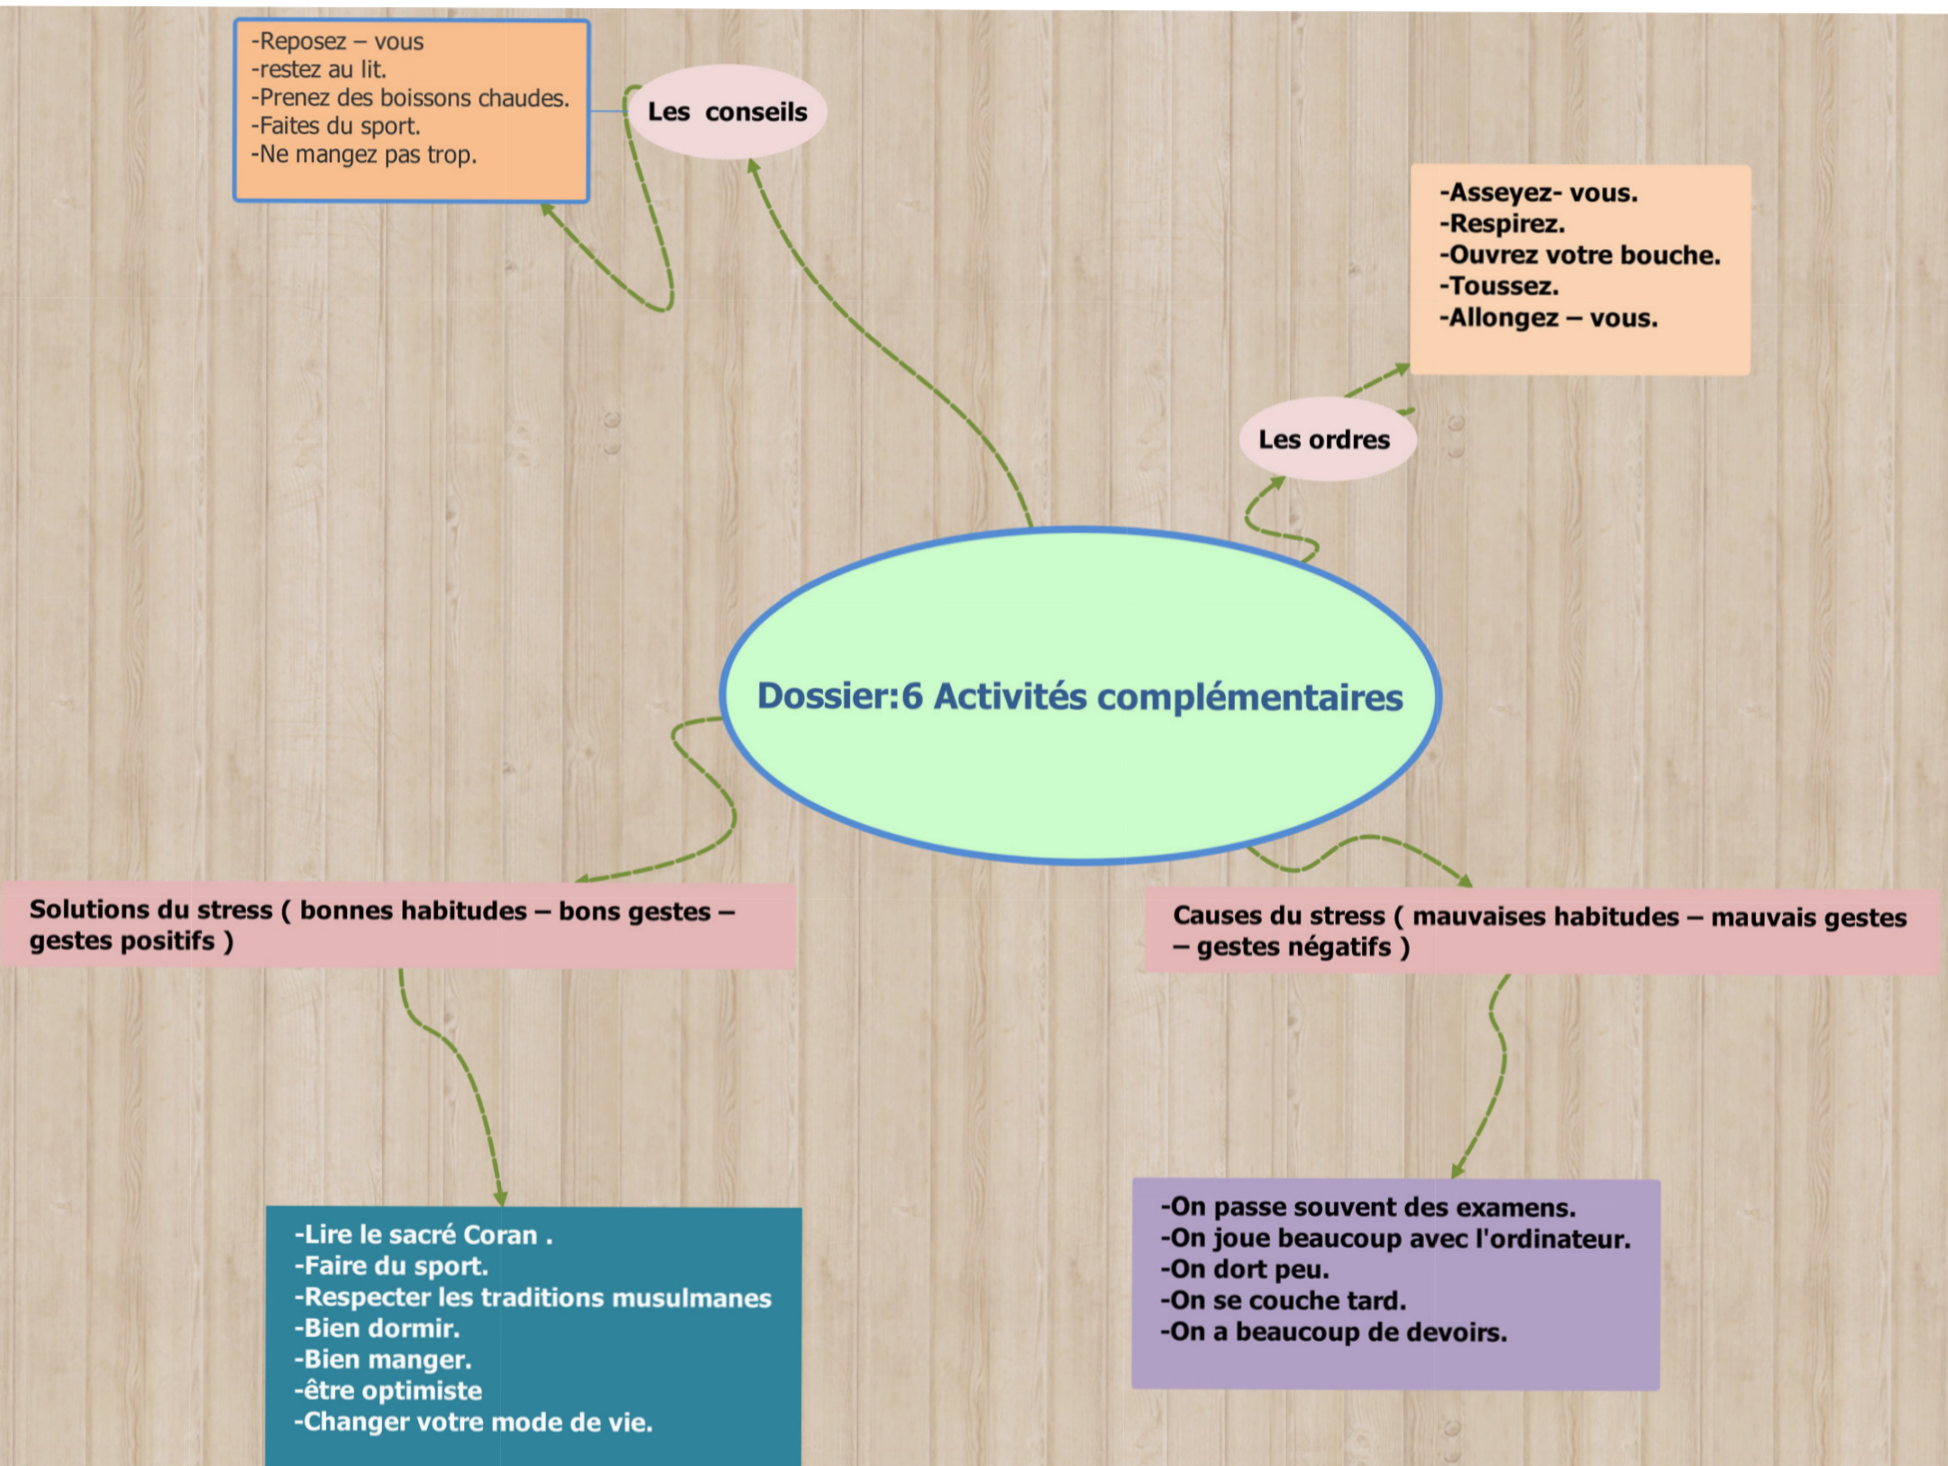 -Reposez – vous
-restez au lit.
-Prenez des boissons chaudes.
-Faites du sport.
-Ne mangez pas trop.
Les  conseils
-Asseyez- vous.
-Respirez.
-Ouvrez votre bouche.
-Toussez.
-Allongez – vous.
Les ordres
Dossier:6 Activités complémentaires
Solutions du stress ( bonnes habitudes – bons gestes –
gestes positifs )
Causes du stress ( mauvaises habitudes – mauvais gestes
– gestes négatifs )
-Lire le sacré Coran .
-Faire du sport.
-Respecter les traditions musulmanes
-Bien dormir.
-Bien manger.
-être optimiste
-Changer votre mode de vie.
-On passe souvent des examens.
-On joue beaucoup avec l'ordinateur.
-On dort peu.
-On se couche tard.
-On a beaucoup de devoirs.